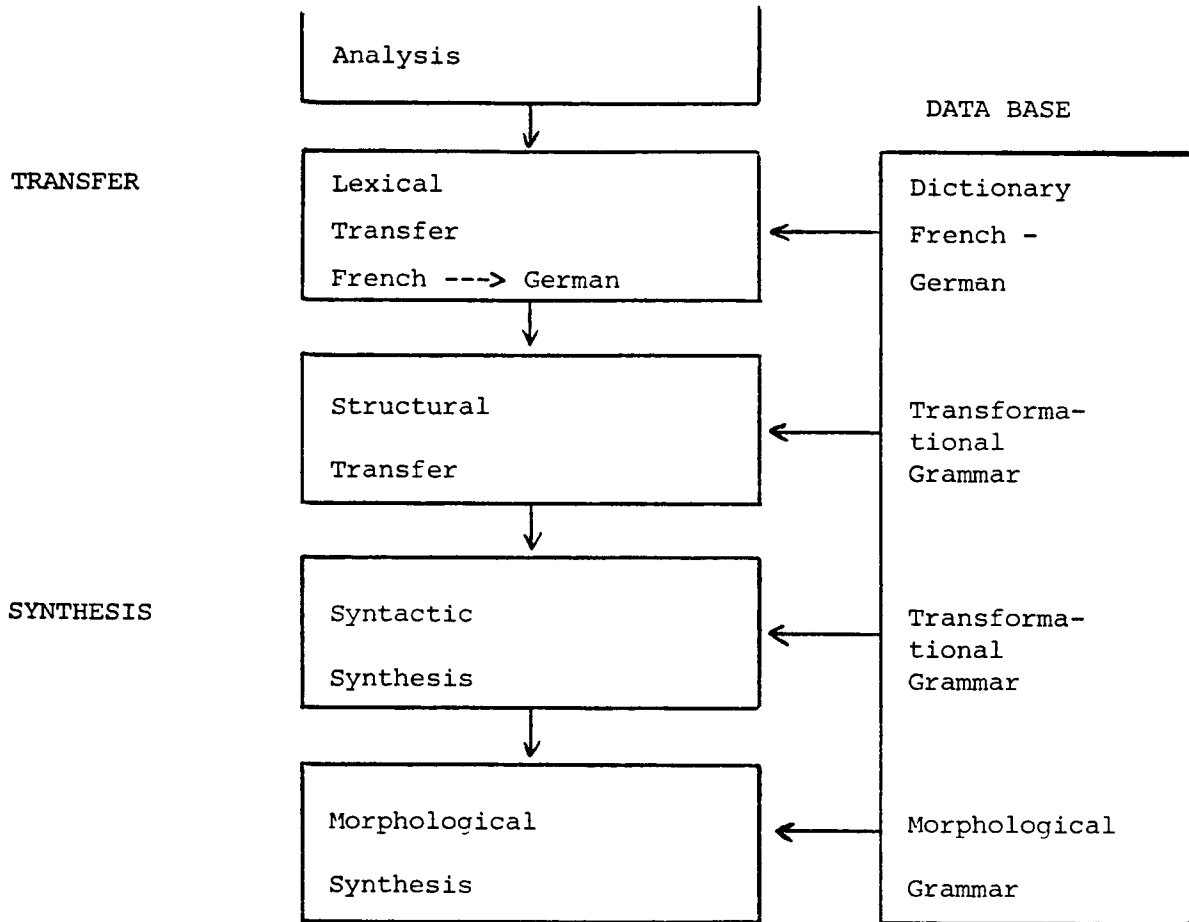 Analysis
DATA BASE
TRANSFER
Lexical
Transfer
French ---> German
Dictionary
French -
German
Structural
Transfer
Transforma-
tional
Grammar
SYNTHESIS
Syntactic
Synthesis
Transforma-
tional
Grammar
Morphological
Synthesis
Morphological
Grammar